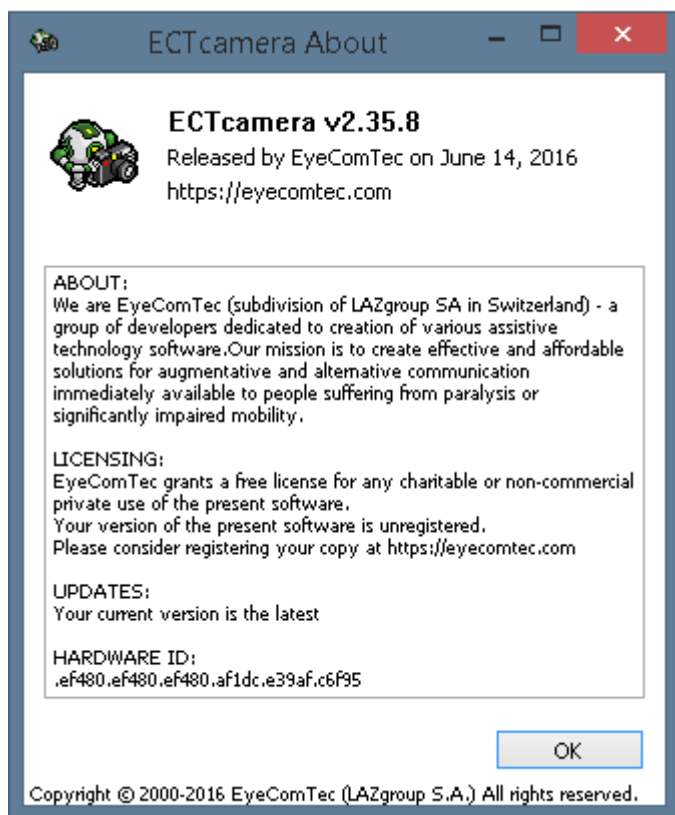 ECTcamera About
ECTcamera v2.35.8
Released by EyeComTec on June 14, 2016
https://eyecomtec.com
ABOUT:
We are EyeComTec (subdivision of LAZgroup SA in Switzerland) - a
group of developers dedicated to creation of various assistive
technology software.Our mission is to create effective and affordable
solutions for augmentative and alternative communication
immediately available to people suffering from paralysis or
significantly impaired mobility.
LICENSING:
EyeComTec grants a free license for any charitable or non-commercial
private use of the present software.
Your version of the present software is unregistered.
Please consider registering your copy at https://eyecomtec.com
UPDATES:
Your current version is the latest
HARDWARE ID:
.ef480.ef480.ef480.af1dc.e39af.c6f95
OK
Copyright © 2000-2016 EyeComTec (LAZgroup S.A.) All rights reserved.